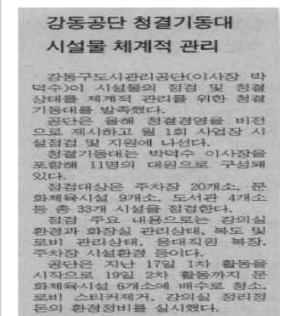 강동공단 청결기동대
시설물 체계적 관리
강동구도시관리공단(이사장 박
덕수)이 시설물의 점검 및 청결
상태를 체계적 관리를 위한 청결
기동대를 발족했다.
공단은 올해 청결경영을 비전
으로 제시하고 월 1회 사업장 시
설점검 및 지원에 나선다.
청결기동대는 박덕수 이사장을
포함해 11명의 대원으로 구성돼
있다.
점검대상은 주차장 20개소, 문
화체육시설 9개소, 도서관 4개소
등 총 33개 시설을 점검한다.
점검 주요 내용으로는 강의실
환경과 화장실 관리상태, 복도 및
로비 관리상태, 응대직원 복장,
주차장 시설환경 등이다.
공단은 지난 17일 1차 활동을
시작으로 19일 2차 활동까지 문
화체육시설 6개소에 배수로 청소,
로비 스티커제거, 강의실 정리정
돈의 환경정비를 실시했다.